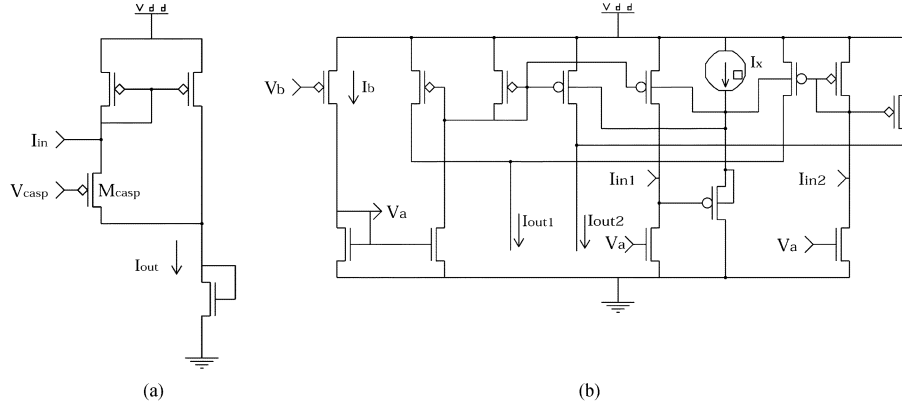 Vdd
Iin
Vcasp
Mcasp
Iout
(a)
Vdd
Vb
Ib
Ix
Va
Iin1
Iin2
Iout1
Iout2
Va
Va
(b)